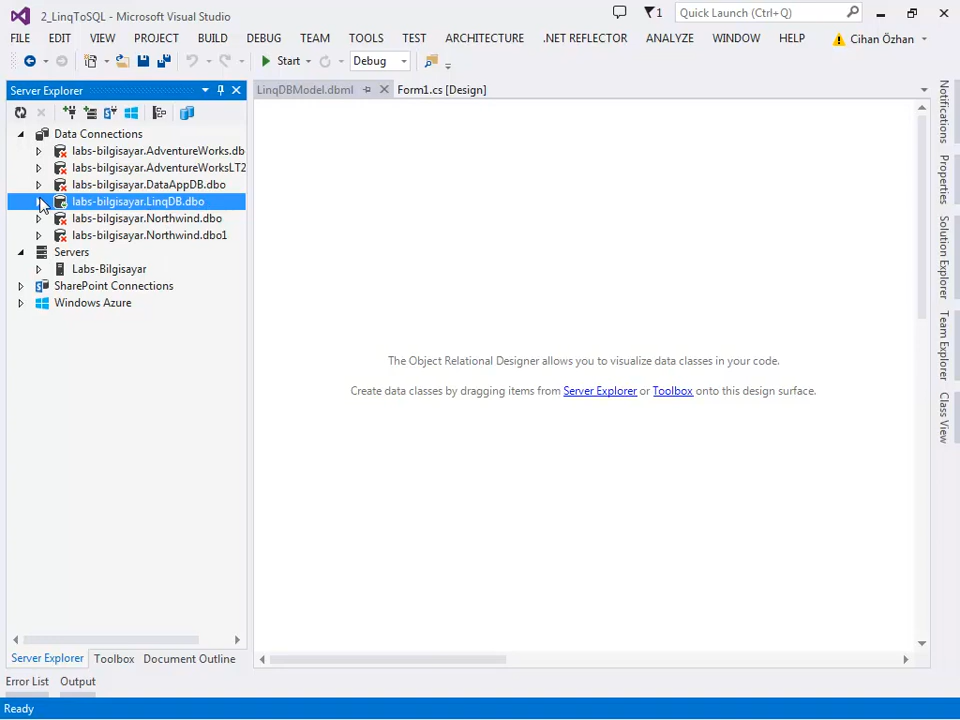 2_LinqToSQL - Microsoft Visual Studio
1
Quick Launch (Ctrl+Q)
FILE EDIT VIEW PROJECT BUILD DEBUG TEAM TOOLS TEST ARCHITECTURE .NET REFLECTOR ANALYZE WINDOW HELP Cihan Özhan
Start Debug
Server Explorer
LinqDBModel.dbml Form1.cs [Design]
Data Connections
labs-bilgisayar.AdventureWorks.db
labs-bilgisayar.AdventureWorksLT2
labs-bilgisayar.DataAppDB.dbo
labs-bilgisayar.LinqDB.dbo
labs-bilgisayar.Northwind.dbo
labs-bilgisayar.Northwind.dbo1
Servers
Labs-Bilgisayar
SharePoint Connections
Windows Azure
The Object Relational Designer allows you to visualize data classes in your code.
Create data classes by dragging items from Server Explorer or Toolbox onto this design surface.
Notifications
Properties
Solution Explorer
Team Explorer
Class View
Server Explorer Toolbox Document Outline
Error List Output
Ready